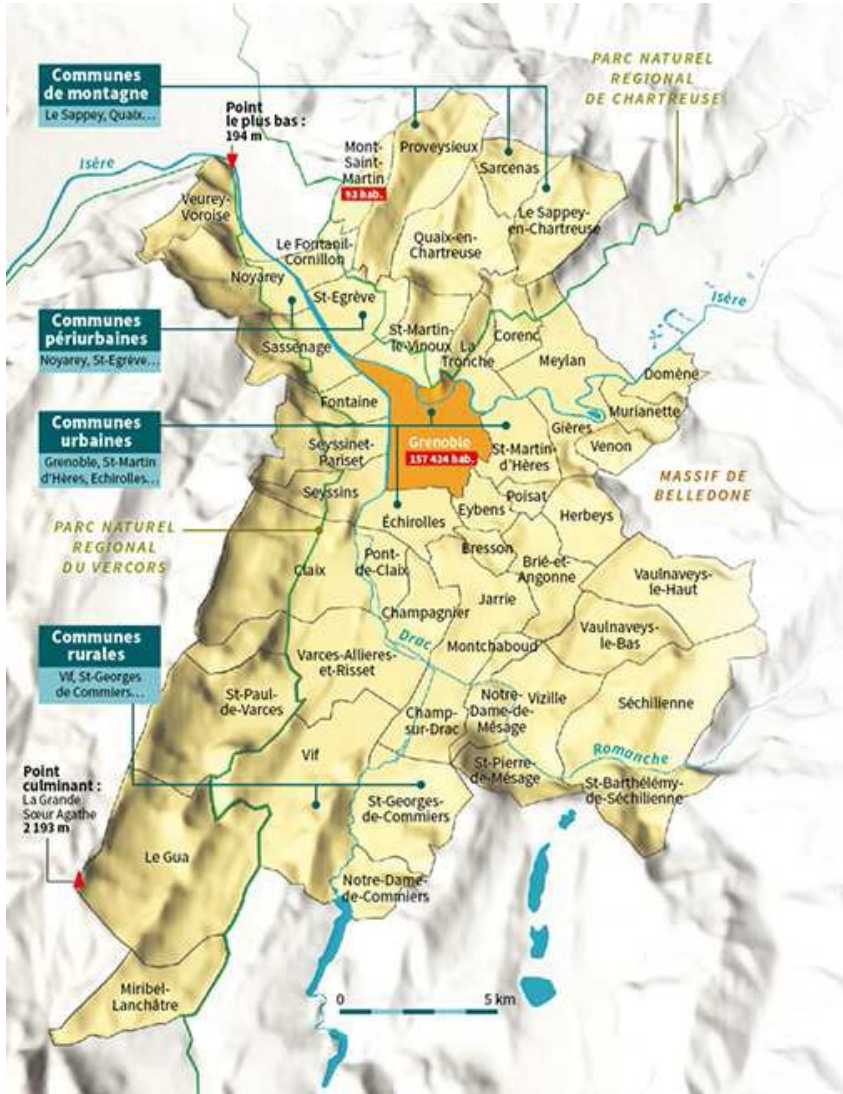 Communes
de montagne
Le Sappey, Quaix...
Point
le plus bas :
194 m
PARC NATUREL
REGIONAL
DE CHARTREUSE
Isère
Mont-
Saint-
Martin
93 hab.
Proveysieux
Sarcenas
Le Sappey-
en-Chartreuse
Veurey-
Voroise
Le Fontanil-
Cornillon
Quaix-en-
Chartreuse
Noyarey
St-Egrève
Isère
Communes
périurbaines
Noyarey, St-Egrève...
Sassenage
St-Martin-
le-Vinoux
La
Tronche
Corenc
Meylan
Domène
Fontaine
Murianette
Communes
urbaines
Grenoble, St-Martin
d'Hères, Echirolles...
Grenoble
157 424 hab.
Gières
Venon
Seyssinet-
Pariset
St-Martin-
d'Hères
MASSIF DE
BELLEDONE
Seyssins
Poisat
Eybens
Herbeys
Échirolles
PARC NATUREL
REGIONAL
DU VERCORS
Bresson
Pont-
de-Claix
Brié-et-
Angonne
Claix
Vaulnaveys-
le-Haut
Jarrie
Champagnier
Vaulnaveys-
le-Bas
Drac
Montchaboud
Communes
rurales
Vif, St-Georges
de Commiers...
Varces-Allieres-
et-Risset
St-Paul-
de-Varces
Notre-
Dame-de-
Mésage
Vizille
Séchilienne
Champ-
sur-Drac
Vif
Romanche
St-Pierre-
de-Mésage
St-Barthélémy-
de-Séchilienne
Point
culminant :
La Grande
Sœur Agathe
2 193 m
St-Georges-
de-Commiers
Le Gua
Notre-Dame-
de-Commiers
Miribel-
Lanchâtre
0 5 km